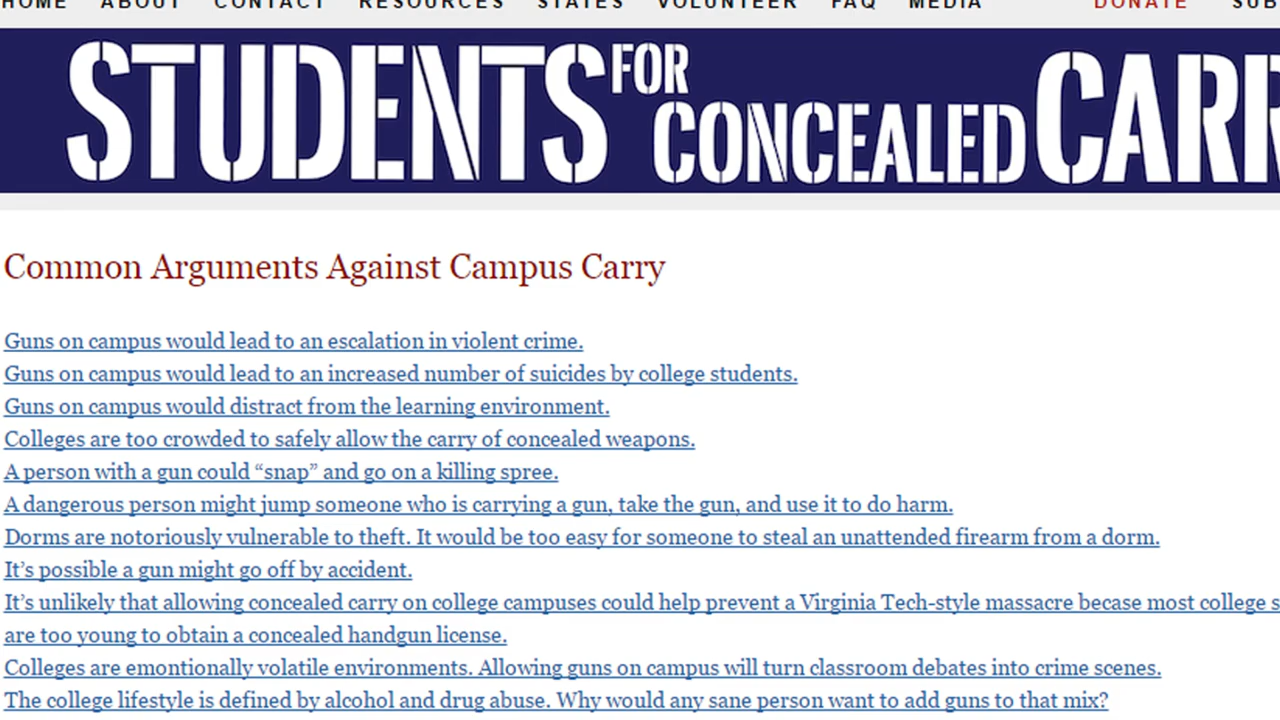 HOME ABOUT CONTACT RESOURCES STATES VOLUNTEER FAQ MEDIA DONATE SUB
STUDENTS FOR CONCEALED CARR
Common Arguments Against Campus Carry
Guns on campus would lead to an escalation in violent crime.
Guns on campus would lead to an increased number of suicides by college students.
Guns on campus would distract from the learning environment.
Colleges are too crowded to safely allow the carry of concealed weapons.
A person with a gun could “snap” and go on a killing spree.
A dangerous person might jump someone who is carrying a gun, take the gun, and use it to do harm.
Dorms are notoriously vulnerable to theft. It would be too easy for someone to steal an unattended firearm from a dorm.
It’s possible a gun might go off by accident.
It’s unlikely that allowing concealed carry on college campuses could help prevent a Virginia Tech-style massacre becase most college s
are too young to obtain a concealed handgun license.
Colleges are emontionally volatile environments. Allowing guns on campus will turn classroom debates into crime scenes.
The college lifestyle is defined by alcohol and drug abuse. Why would any sane person want to add guns to that mix?